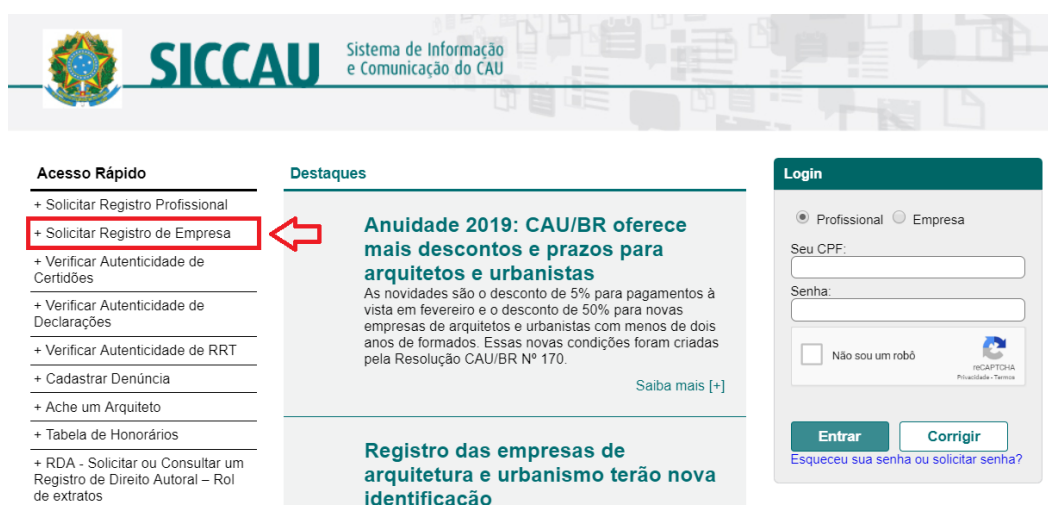 SICCAU
Sistema de Informação
e Comunicação do CAU
Acesso Rápido
+ Solicitar Registro Profissional
+ Solicitar Registro de Empresa
+ Verificar Autenticidade de
Certidões
+ Verificar Autenticidade de
Declarações
+ Verificar Autenticidade de RRT
+ Cadastrar Denúncia
+ Ache um Arquiteto
+ Tabela de Honorários
+ RDA - Solicitar ou Consultar um
Registro de Direito Autoral – Rol
de extratos
Destaques
Anuidade 2019: CAU/BR oferece
mais descontos e prazos para
arquitetos e urbanistas
As novidades são o desconto de 5% para pagamentos à
vista em fevereiro e o desconto de 50% para novas
empresas de arquitetos e urbanistas com menos de dois
anos de formados. Essas novas condições foram criadas
pela Resolução CAU/BR Nº 170.
Saiba mais [+]
Registro das empresas de
arquitetura e urbanismo terão nova
identificação
Login
Profissional Empresa
Seu CPF:
Senha:
Não sou um robô
reCAPTCHA
Privacidade - Termos
Entrar Corrigir
Esqueceu sua senha ou solicitar senha?